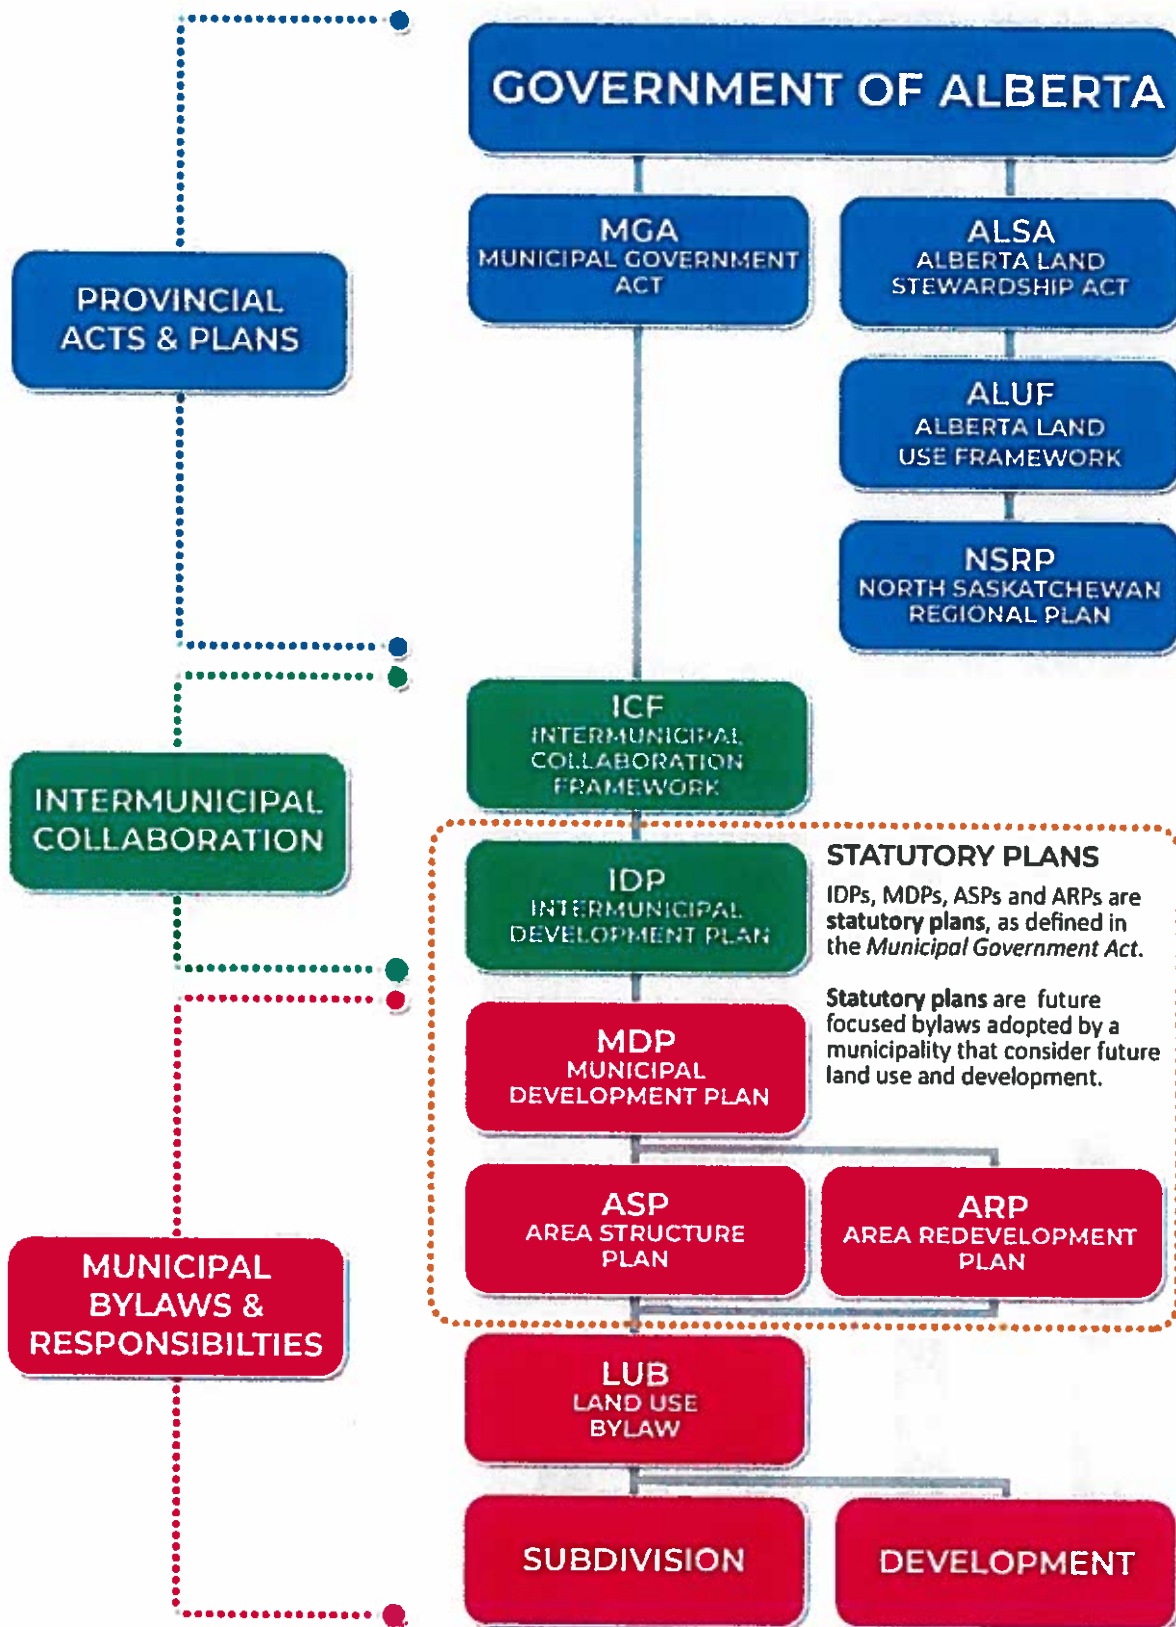 GOVERNMENT OF ALBERTA
MGA
MUNICIPAL GOVERNMENT
ACT
ALSA
ALBERTA LAND
STEWARDSHIP ACT
PROVINCIAL
ACTS & PLANS
ALUF
ALBERTA LAND
USE FRAMEWORK
NSRP
NORTH SASKATCHEWAN
REGIONAL PLAN
ICF
INTERMUNICIPAL
COLLABORATION
FRAMEWORK
INTERMUNICIPAL
COLLABORATION
IDP
INTERMUNICIPAL
DEVELOPMENT PLAN
STATUTORY PLANS
IDPs, MDPs, ASPs and ARPs are
statutory plans, as defined in
the Municipal Government Act.
Statutory plans are future
focused bylaws adopted by a
municipality that consider future
land use and development.
MDP
MUNICIPAL
DEVELOPMENT PLAN
ASP
AREA STRUCTURE
PLAN
ARP
AREA REDEVELOPMENT
PLAN
MUNICIPAL
BYLAWS &
RESPONSIBILTIES
LUB
LAND USE
BYLAW
SUBDIVISION
DEVELOPMENT